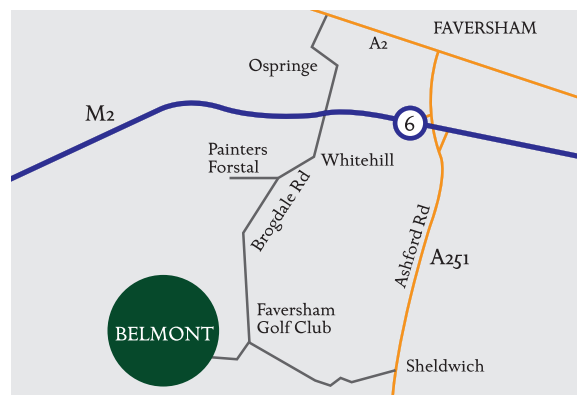 FAVERSHAM
A2
Ospringe
M2
6
Painters
Forstal
Whitehill
Brogdale Rd
Ashford Rd
A251
Faversham
Golf Club
BELMONT
Sheldwich